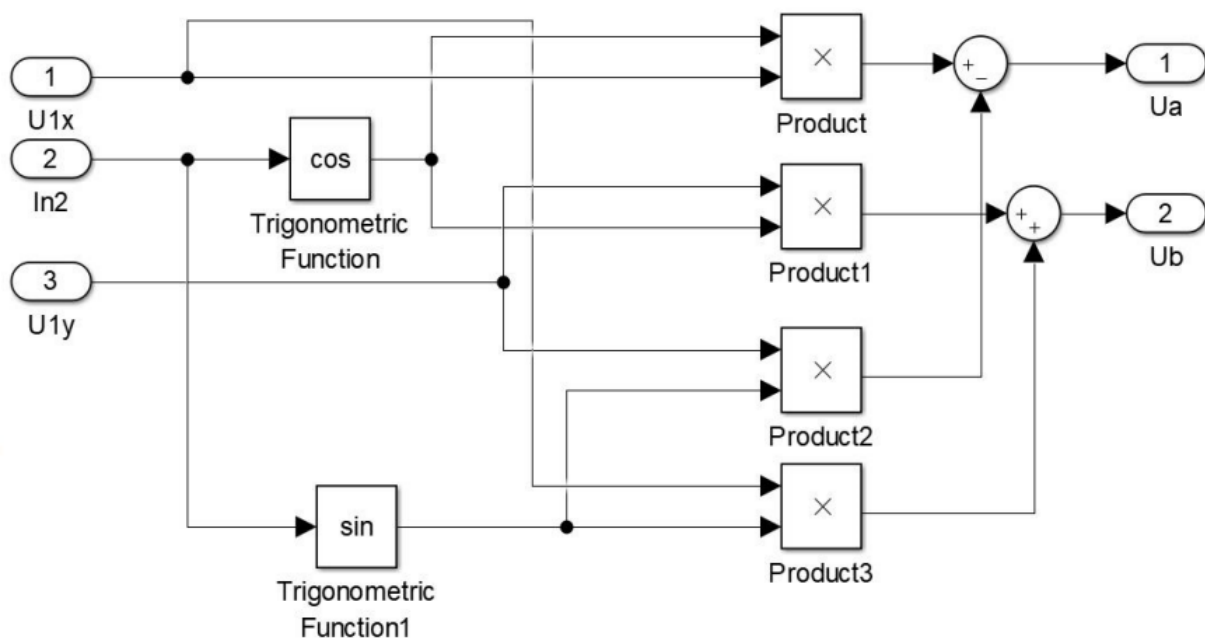 1
U1x
2
In2
3
U1y
cos
Trigonometric
Function
sin
Trigonometric
Function1
×
Product
×
Product1
×
Product2
×
Product3
+
−
+
+
1
Ua
2
Ub